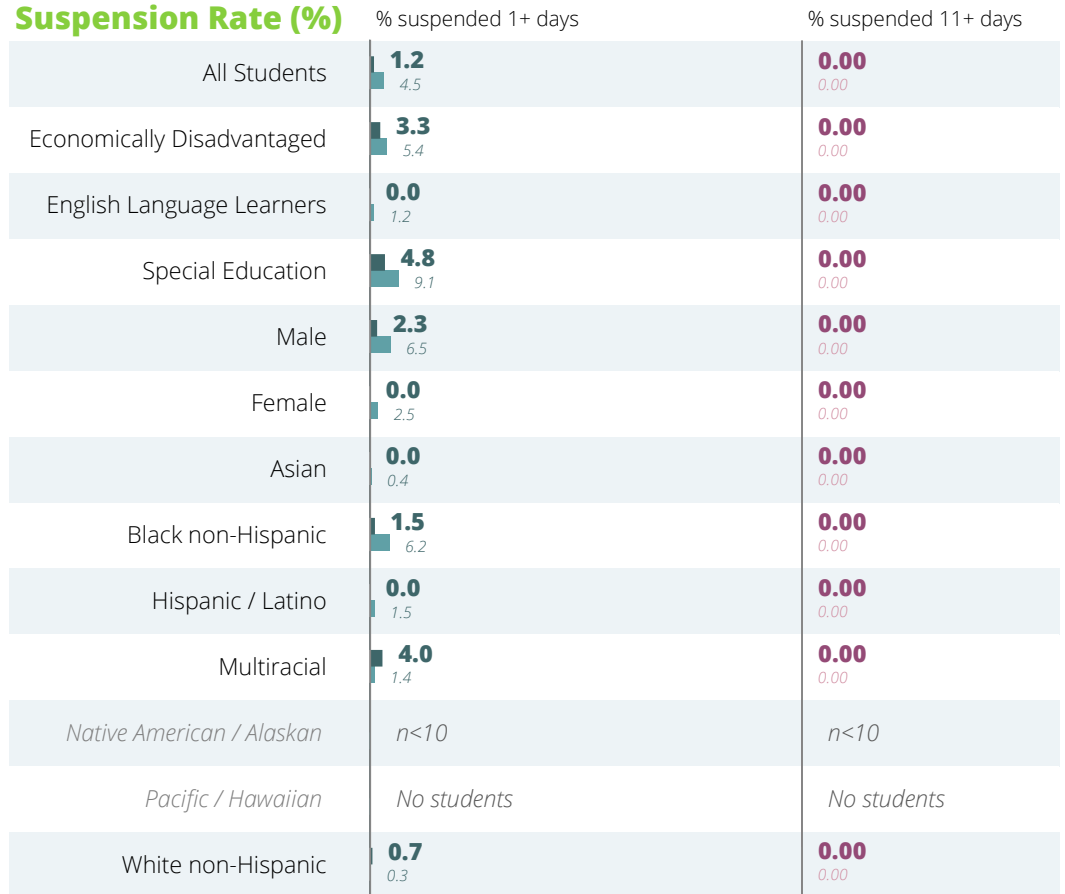 Suspension Rate (%) % suspended 1+ days % suspended 11+ days
All Students 1.2 0.00
4.5 0.00
Economically Disadvantaged 3.3 0.00
5.4 0.00
English Language Learners 0.0 0.00
1.2 0.00
Special Education 4.8 0.00
9.1 0.00
Male 2.3 0.00
6.5 0.00
Female 0.0 0.00
2.5 0.00
Asian 0.0 0.00
0.4 0.00
Black non-Hispanic 1.5 0.00
6.2 0.00
Hispanic / Latino 0.0 0.00
1.5 0.00
Multiracial 4.0 0.00
1.4 0.00
Native American / Alaskan n<10 n<10
Pacific / Hawaiian No students No students
White non-Hispanic 0.7 0.00
0.3 0.00